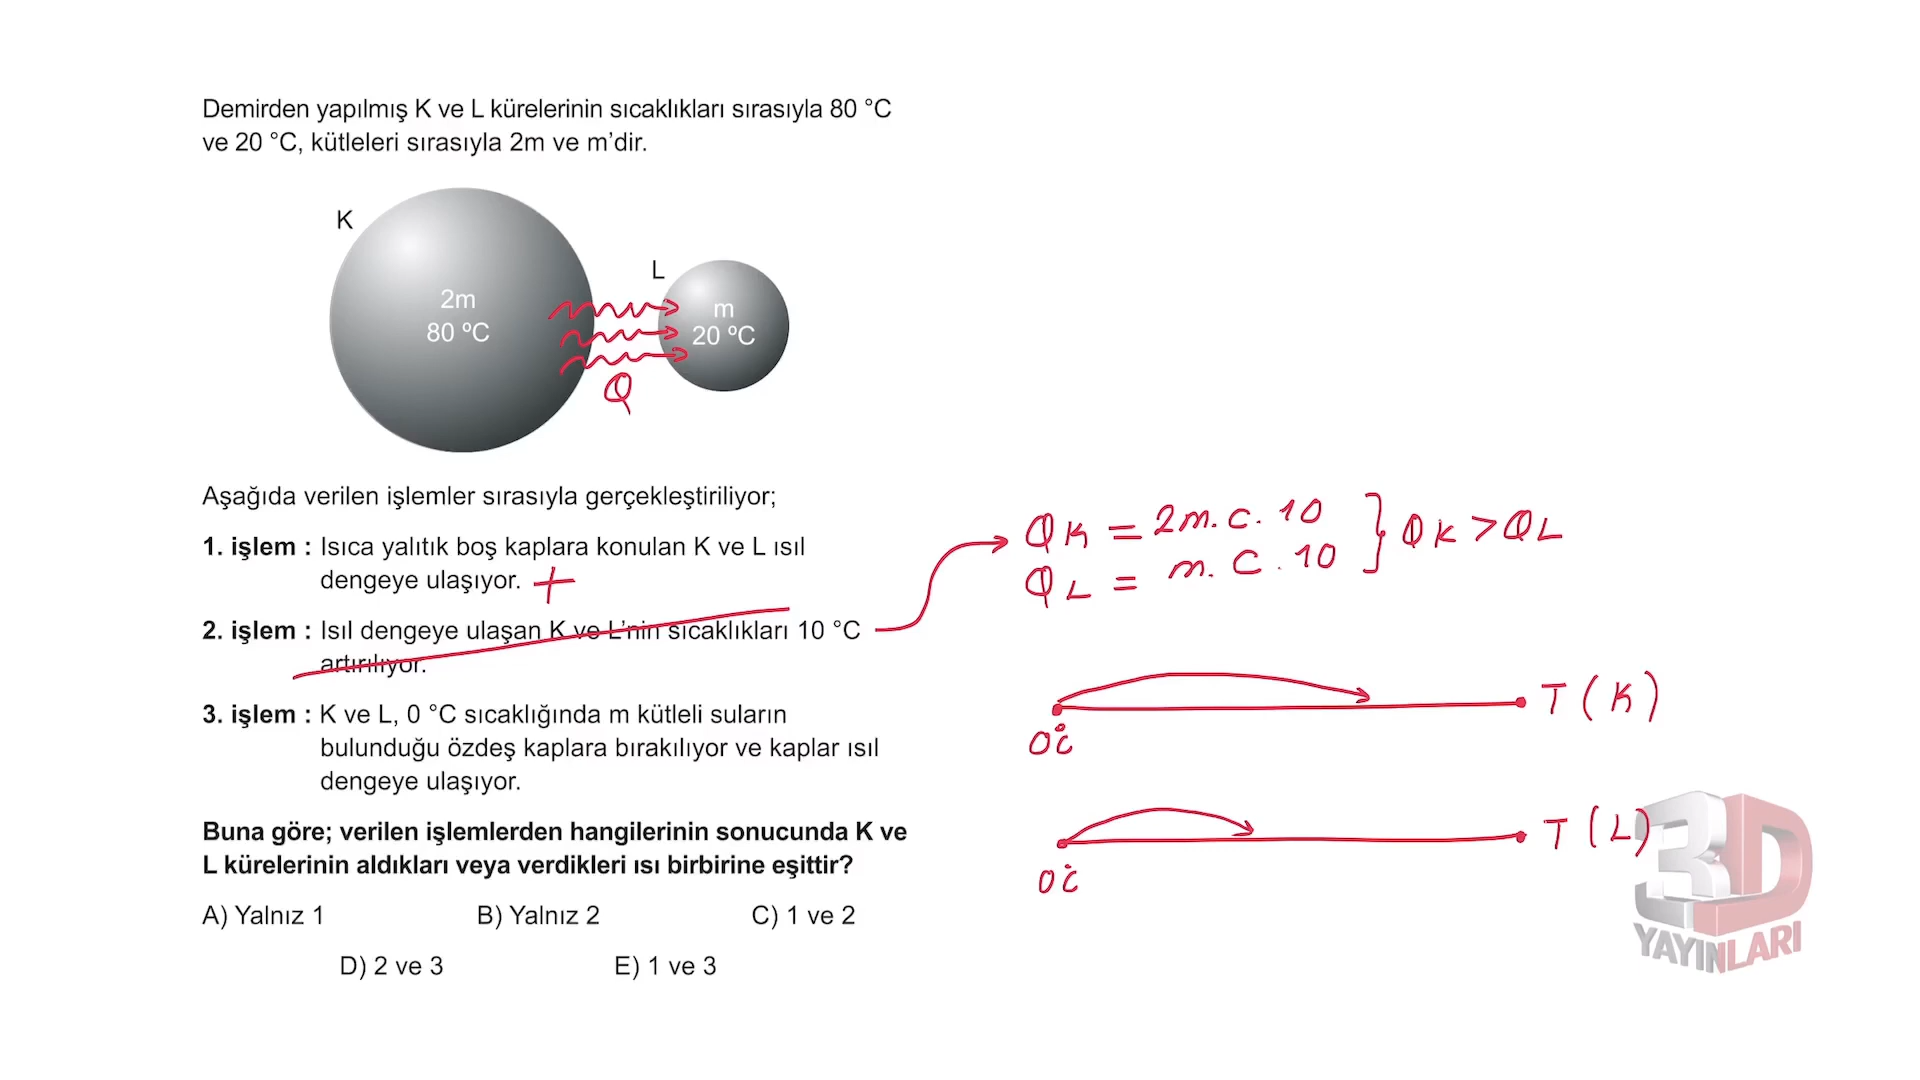 Demirden yapılmış K ve L kürelerinin sıcaklıkları sırasıyla 80 °C
ve 20 °C, kütleleri sırasıyla 2m ve m’dir.
K
L
2m
80 ºC
m
20 ºC
Q
Aşağıda verilen işlemler sırasıyla gerçekleştiriliyor;
1. işlem : Isıca yalıtık boş kaplara konulan K ve L ısıl
dengeye ulaşıyor. +
2. işlem : Isıl dengeye ulaşan K ve L’nin sıcaklıkları 10 °C
artırılıyor.
3. işlem : K ve L, 0 °C sıcaklığında m kütleli suların
bulunduğu özdeş kaplara bırakılıyor ve kaplar ısıl
dengeye ulaşıyor.
Buna göre; verilen işlemlerden hangilerinin sonucunda K ve
L kürelerinin aldıkları veya verdikleri ısı birbirine eşittir?
A) Yalnız 1 B) Yalnız 2 C) 1 ve 2
D) 2 ve 3 E) 1 ve 3
QK = 2m. c. 10
QL = m. c. 10
} QK > QL
T (K)
0°C
T (L)
0°C
3D
YAYINLARI